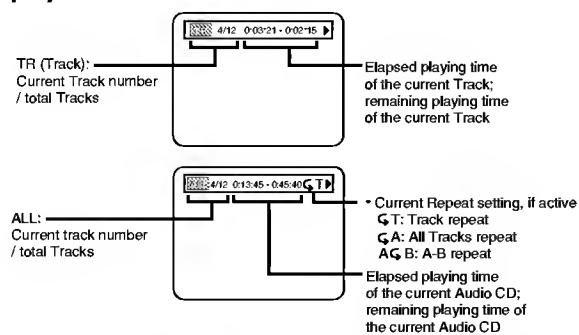 4/12 0:03:21 - 0:02:15
TR (Track):
Current Track number
/ total Tracks
Elapsed playing time
of the current Track;
remaining playing time
of the current Track
4/12 0:13:45 - 0:45:40 T
ALL:
Current track number
/ total Tracks
• Current Repeat setting, if active
T: Track repeat
A: All Tracks repeat
A B: A-B repeat
Elapsed playing time
of the current Audio CD;
remaining playing time of
the current Audio CD